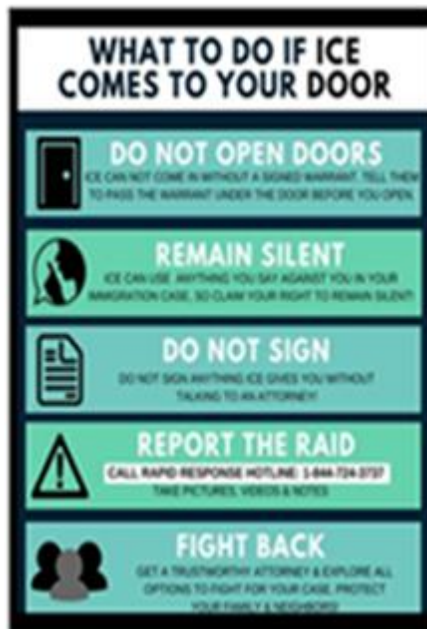 WHAT TO DO IF ICE
COMES TO YOUR DOOR
DO NOT OPEN DOORS
ICE CAN NOT COME IN WITHOUT A SIGNED WARRANT. TELL THEM
TO PASS THE WARRANT UNDER THE DOOR BEFORE YOU OPEN.
REMAIN SILENT
ICE CAN USE ANYTHING YOU SAY AGAINST YOU IN YOUR
IMMIGRATION CASE, SO CLAIM YOUR RIGHT TO REMAIN SILENT!
DO NOT SIGN
DO NOT SIGN ANYTHING ICE GIVES YOU WITHOUT
TALKING TO AN ATTORNEY!
REPORT THE RAID
CALL RAPID RESPONSE HOTLINE: 1-844-724-3737
TAKE PICTURES, VIDEOS & NOTES
FIGHT BACK
GET A TRUSTWORTHY ATTORNEY & EXPLORE ALL
OPTIONS TO FIGHT FOR YOUR CASE. PROTECT
YOUR FAMILY & NEIGHBORS!